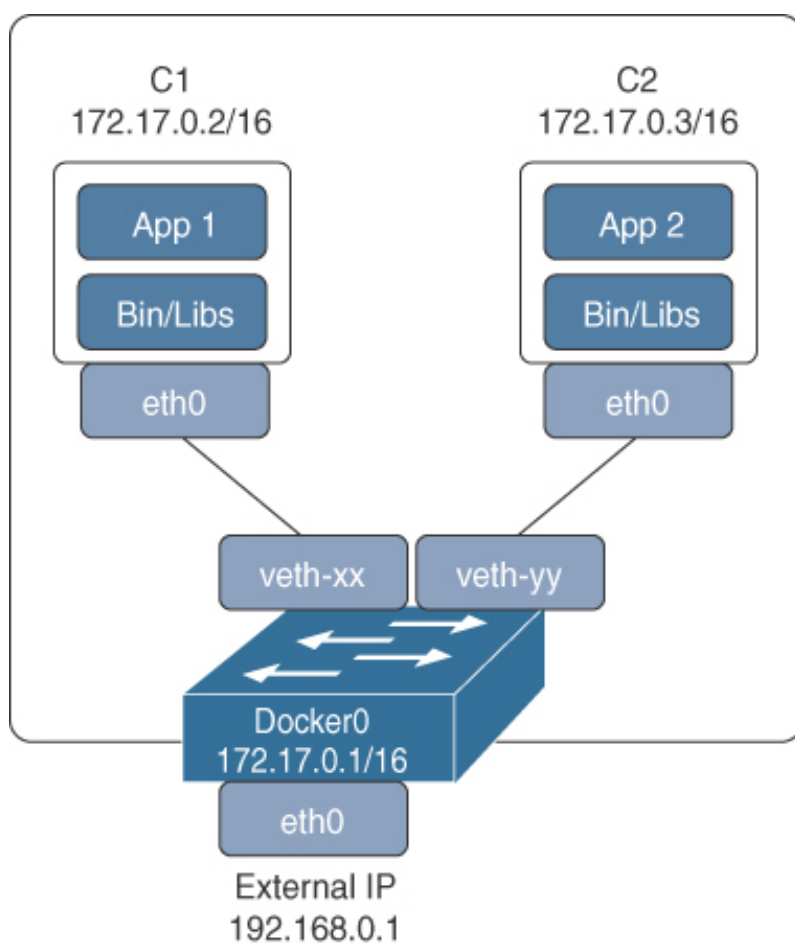 C1
172.17.0.2/16
C2
172.17.0.3/16
App 1
Bin/Libs
eth0
App 2
Bin/Libs
eth0
veth-xx
veth-yy
Docker0
172.17.0.1/16
eth0
External IP
192.168.0.1